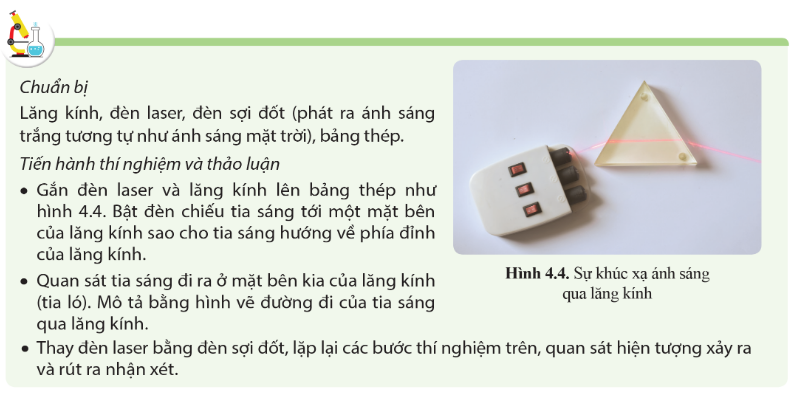 Chuẩn bị
Lăng kính, đèn laser, đèn sợi đốt (phát ra ánh sáng
trắng tương tự như ánh sáng mặt trời), bảng thép.
Tiến hành thí nghiệm và thảo luận
• Gắn đèn laser và lăng kính lên bảng thép như
hình 4.4. Bật đèn chiếu tia sáng tới một mặt bên
của lăng kính sao cho tia sáng hướng về phía đỉnh
của lăng kính.
• Quan sát tia sáng đi ra ở mặt bên kia của lăng kính
(tia ló). Mô tả bằng hình vẽ đường đi của tia sáng
qua lăng kính.
Hình 4.4. Sự khúc xạ ánh sáng
qua lăng kính
• Thay đèn laser bằng đèn sợi đốt, lặp lại các bước thí nghiệm trên, quan sát hiện tượng xảy ra
và rút ra nhận xét.